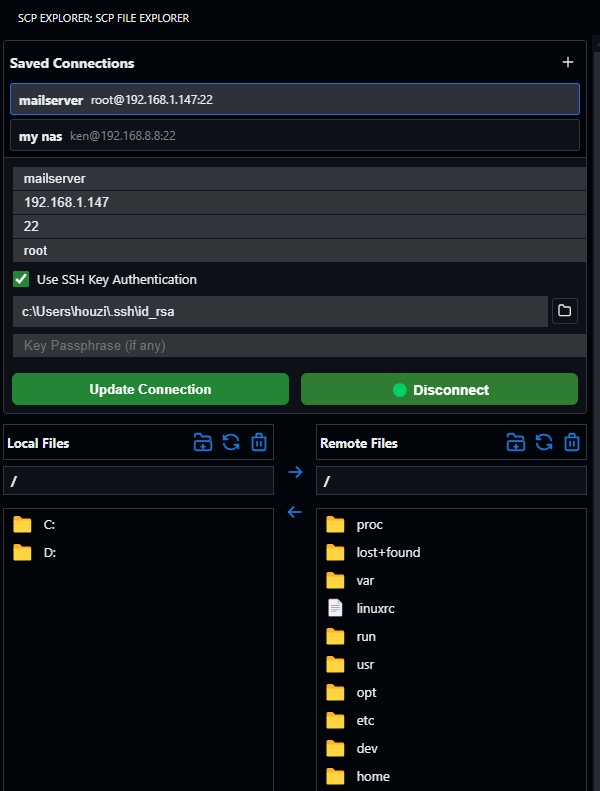 SCP EXPLORER: SCP FILE EXPLORER
Saved Connections
mailserver root@192.168.1.147:22
my nas ken@192.168.8.8:22
mailserver
192.168.1.147
22
root
Use SSH Key Authentication
c:\Users\houzi\.ssh\id_rsa
Key Passphrase (if any)
Update Connection
Disconnect
Local Files
/
C:
D:
Remote Files
/
proc
lost+found
var
linuxrc
run
usr
opt
etc
dev
home